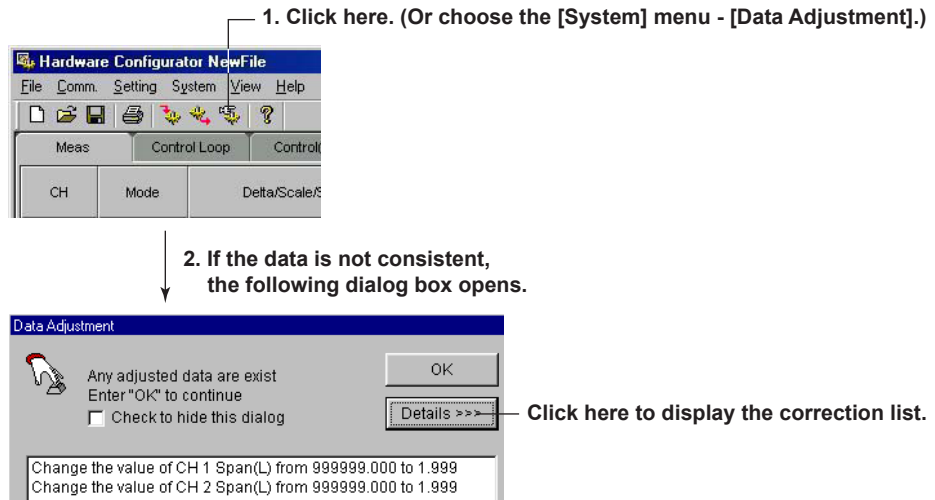 1. Click here. (Or choose the [System] menu - [Data Adjustment].)
Hardware Configurator NewFile
File Comm. Setting System View Help
Meas Control Loop Control(
CH Mode Delta/Scale/S
2. If the data is not consistent,
the following dialog box opens.
Data Adjustment
Any adjusted data are exist
Enter "OK" to continue
Check to hide this dialog
OK
Details >>>
Click here to display the correction list.
Change the value of CH 1 Span(L) from 999999.000 to 1.999
Change the value of CH 2 Span(L) from 999999.000 to 1.999